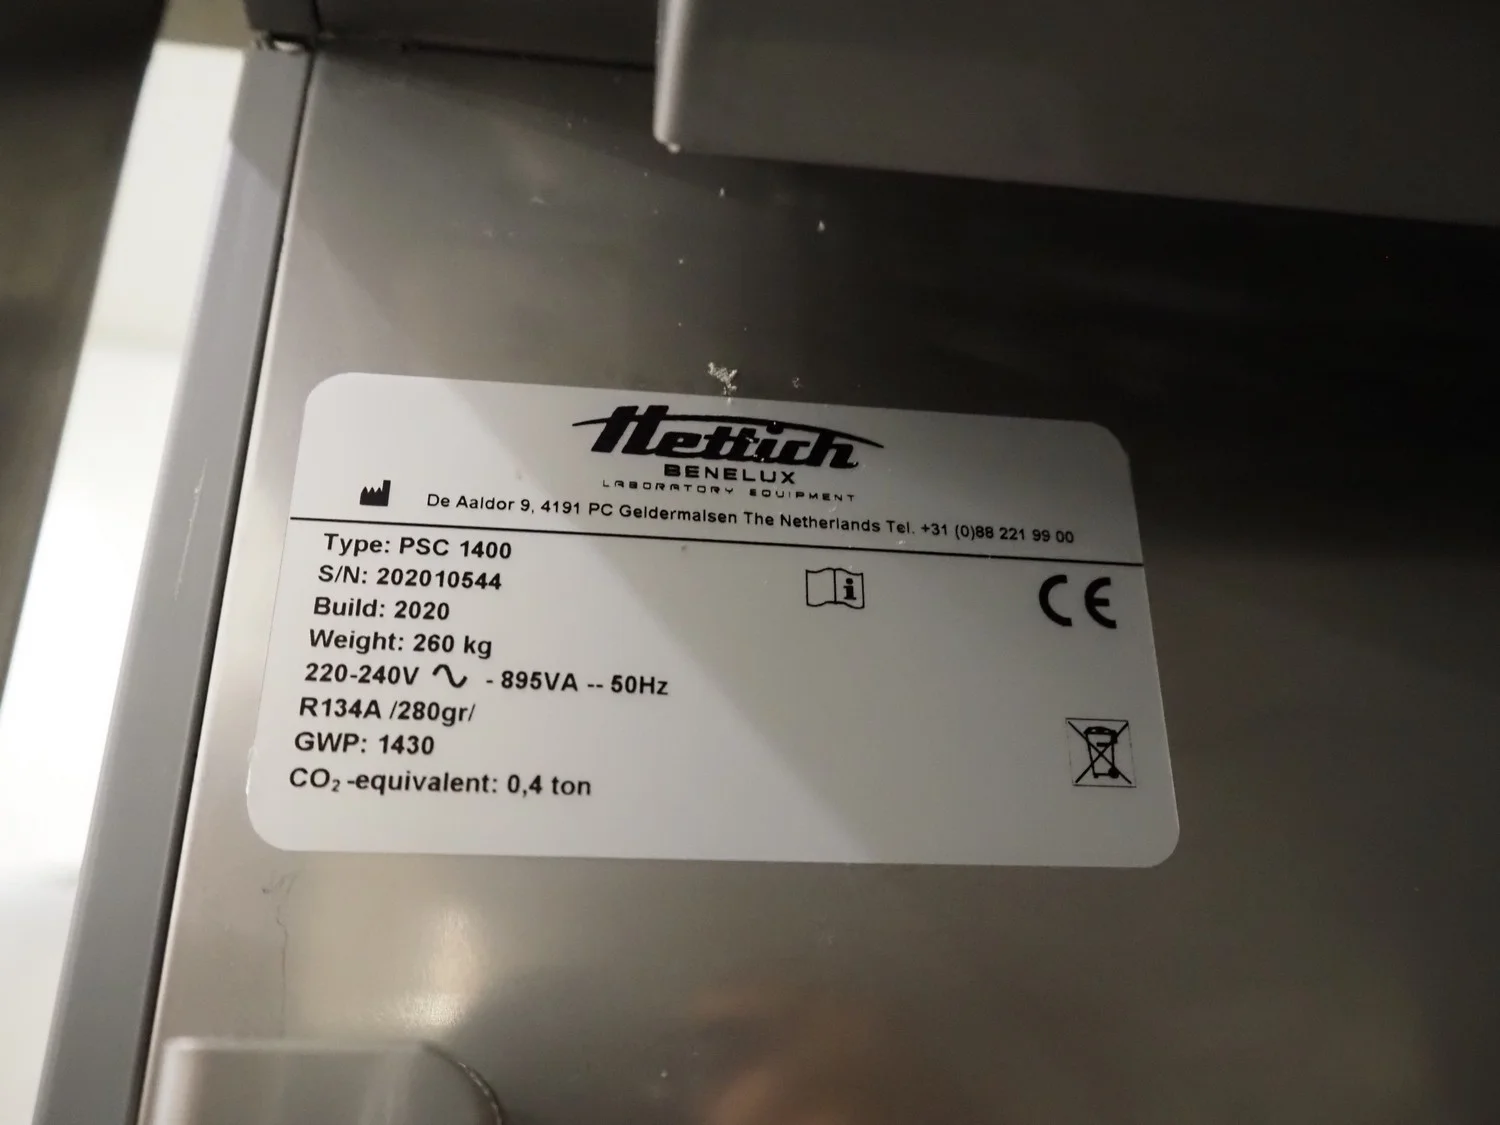 Hettich
BENELUX
LABORATORY EQUIPMENT
De Aaldor 9, 4191 PC Geldermalsen The Netherlands Tel. +31 (0)88 221 99 00
Type: PSC 1400
S/N: 202010544
Build: 2020
Weight: 260 kg
220-240V ∿ - 895VA -- 50Hz
R134A /280gr/
GWP: 1430
CO₂ -equivalent: 0,4 ton
i
CE